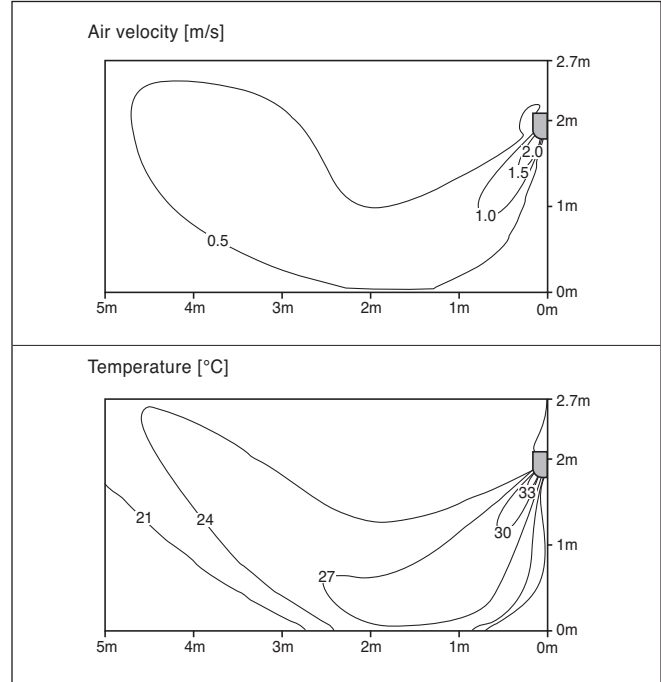 Air velocity [m/s]
2.7m
2m
2.0
1.5
1m
1.0
0.5
0m
5m 4m 3m 2m 1m 0m
Temperature [°C]
2.7m
2m
33
21 24 30
1m
27
0m
5m 4m 3m 2m 1m 0m